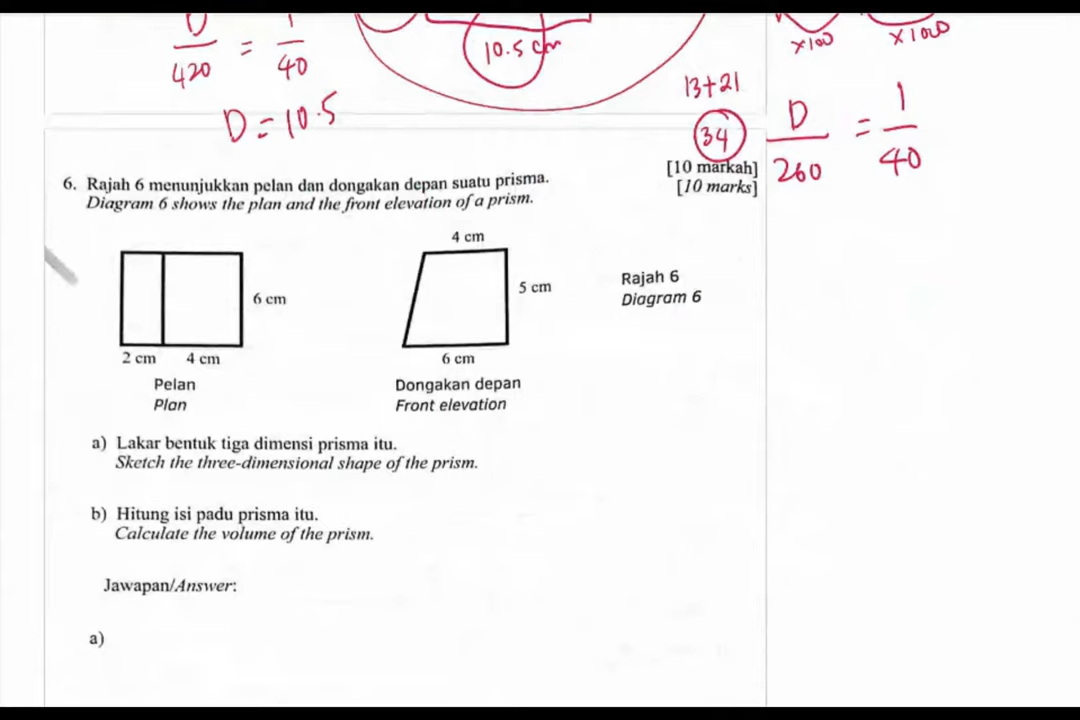 D/420 = 1/40
10.5 cm
×100
×1000
D = 10.5
13+21
34
D/260 = 1/40
[10 markah]
[10 marks]
6. Rajah 6 menunjukkan pelan dan dongakan depan suatu prisma.
Diagram 6 shows the plan and the front elevation of a prism.
4 cm
6 cm
5 cm
Rajah 6
Diagram 6
2 cm 4 cm
6 cm
Pelan
Plan
Dongakan depan
Front elevation
a) Lakar bentuk tiga dimensi prisma itu.
Sketch the three-dimensional shape of the prism.
b) Hitung isi padu prisma itu.
Calculate the volume of the prism.
Jawapan/Answer:
a)